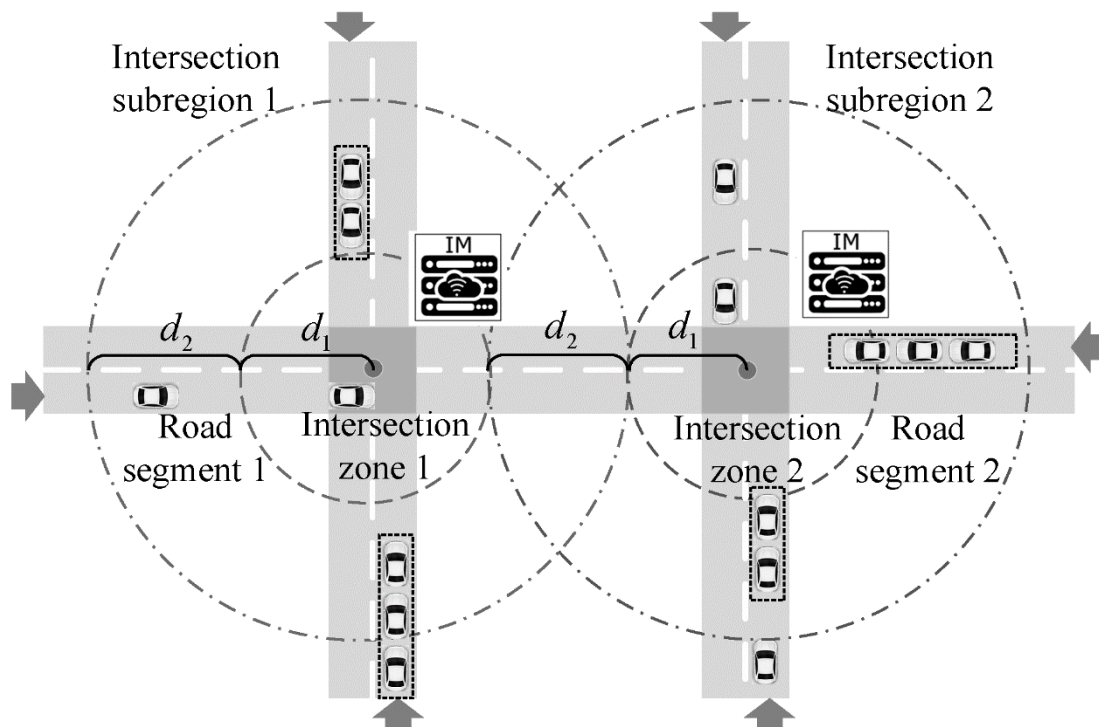 Intersection
subregion 1
Intersection
subregion 2
IM
IM
d₂
d₁
d₂
d₁
Road
segment 1
Intersection
zone 1
Intersection
zone 2
Road
segment 2